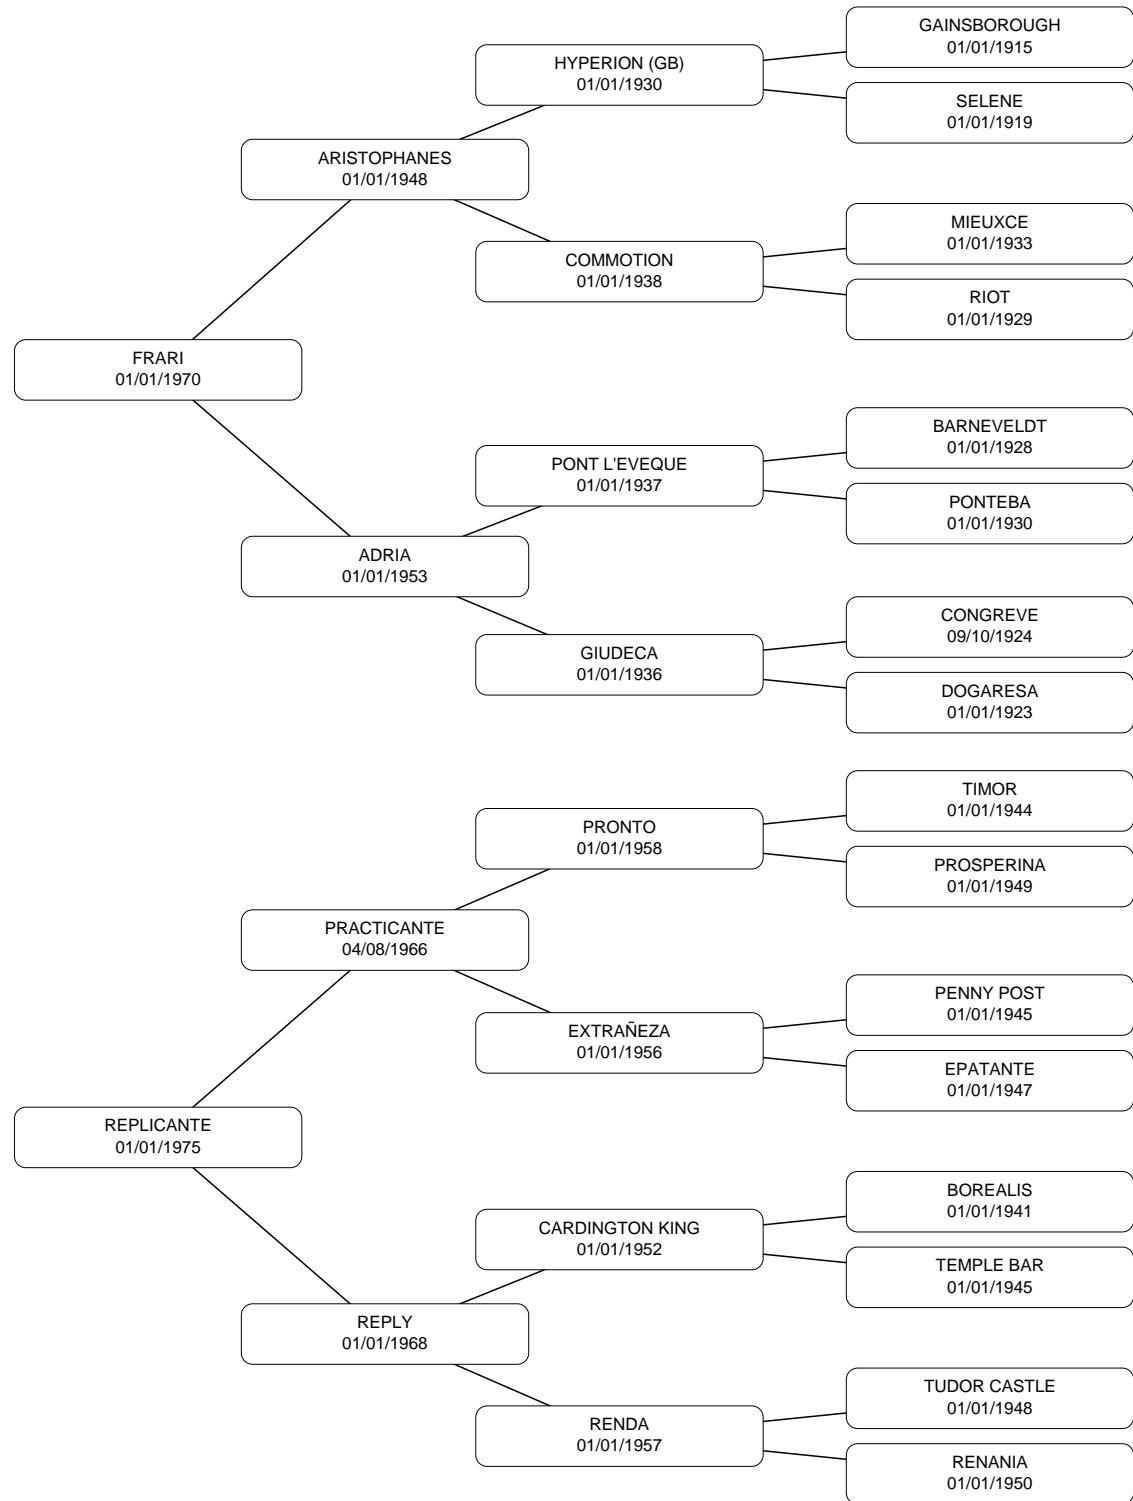 GAINSBOROUGH
01/01/1915
HYPERION (GB)
01/01/1930
SELENE
01/01/1919
ARISTOPHANES
01/01/1948
MIEUXCE
01/01/1933
COMMOTION
01/01/1938
RIOT
01/01/1929
FRARI
01/01/1970
BARNEVELDT
01/01/1928
PONT L'EVEQUE
01/01/1937
PONTEBA
01/01/1930
ADRIA
01/01/1953
CONGREVE
09/10/1924
GIUDECA
01/01/1936
DOGARESA
01/01/1923
TIMOR
01/01/1944
PRONTO
01/01/1958
PROSPERINA
01/01/1949
PRACTICANTE
04/08/1966
PENNY POST
01/01/1945
EXTRAÑEZA
01/01/1956
EPATANTE
01/01/1947
REPLICANTE
01/01/1975
BOREALIS
01/01/1941
CARDINGTON KING
01/01/1952
TEMPLE BAR
01/01/1945
REPLY
01/01/1968
TUDOR CASTLE
01/01/1948
RENDA
01/01/1957
RENANIA
01/01/1950